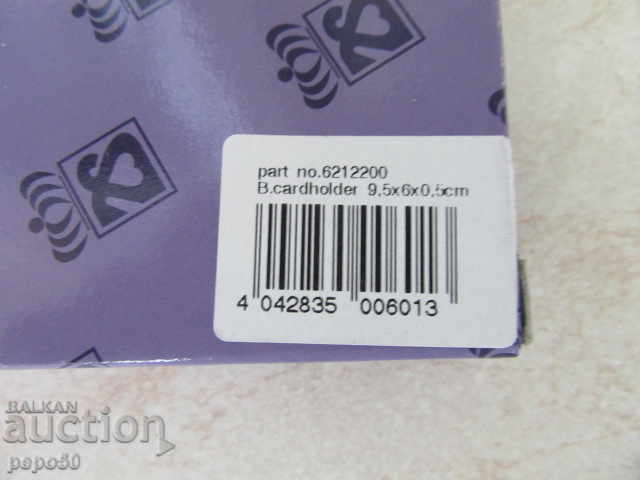 part no.6212200
B.cardholder 9,5x6x0,5cm
4 042835 006013
BALKAN
auction
papo50